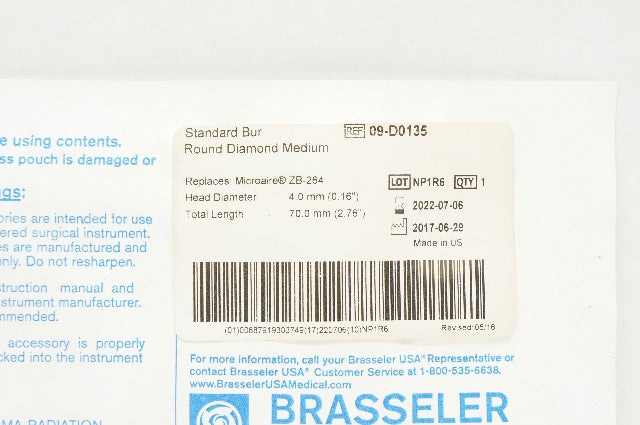 e using contents.
ss pouch is damaged or
gs:
ories are intended for use
ered surgical instrument.
es are manufactured and
only. Do not resharpen.
struction manual and
strument manufacturer.
mmended.
accessory is properly
cked into the instrument
MA RADIATION
Standard Bur
REF 09-D0135
Round Diamond Medium
Replaces: Microaire® ZB-264
LOT NP1R6 QTY 1
Head Diameter 4.0 mm (0.16")
2022-07-06
Total Length 70.0 mm (2.76")
2017-06-29
Made in US
(01)00887919303749(17)220706(10)NP1R6
Revised: 05/16
For more information, call your Brasseler USA® Representative or
contact Brasseler USA® Customer Service at 1-800-535-6638.
www.BrasselerUSAMedical.com
BRASSELER